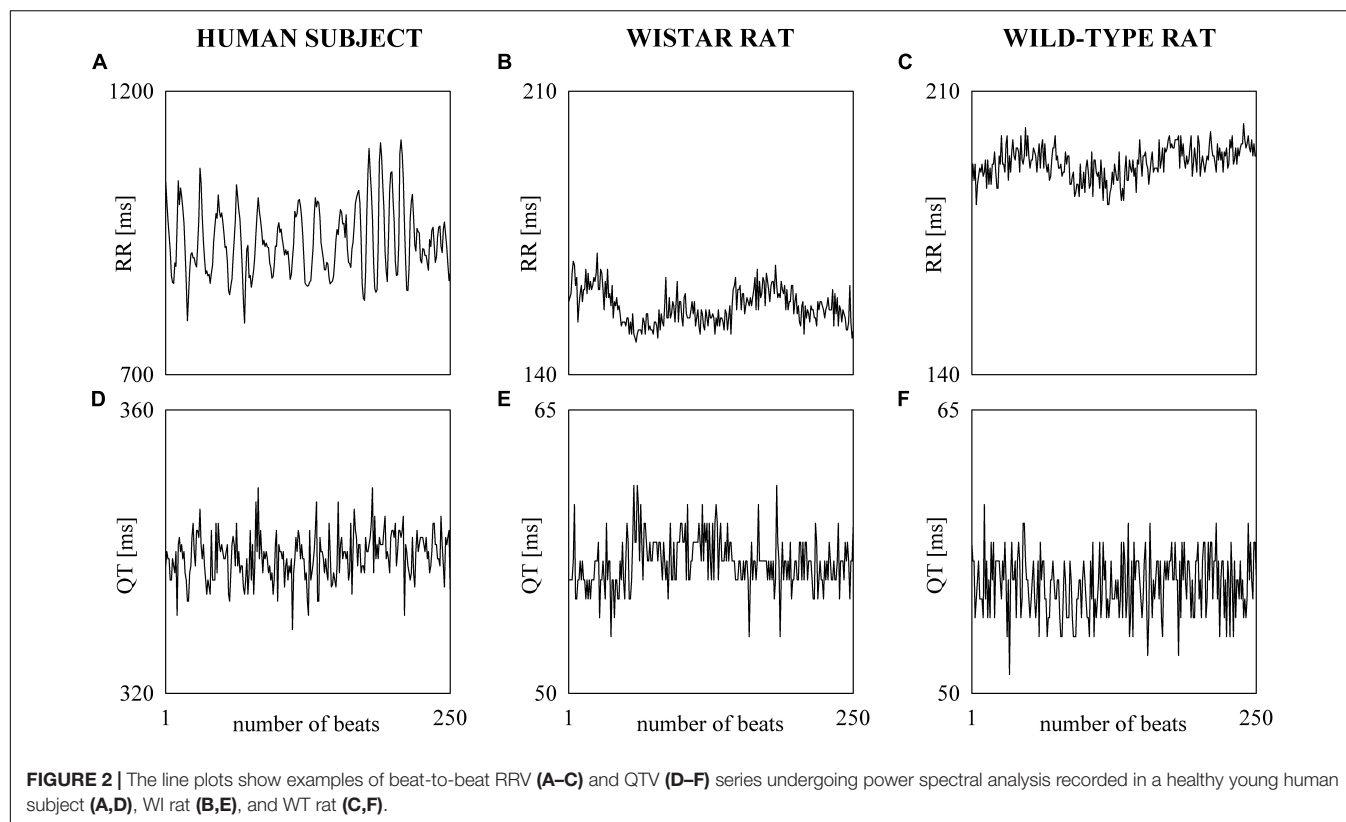 HUMAN SUBJECT
WISTAR RAT
WILD-TYPE RAT
A
B
C
1200
210
210
RR [ms]
RR [ms]
RR [ms]
700
140
140
D
E
F
360
65
65
QT [ms]
QT [ms]
QT [ms]
320
50
50
1
number of beats
250
1
number of beats
250
1
number of beats
250
FIGURE 2 | The line plots show examples of beat-to-beat RRV (A–C) and QTV (D–F) series undergoing power spectral analysis recorded in a healthy young human
subject (A,D), WI rat (B,E), and WT rat (C,F).